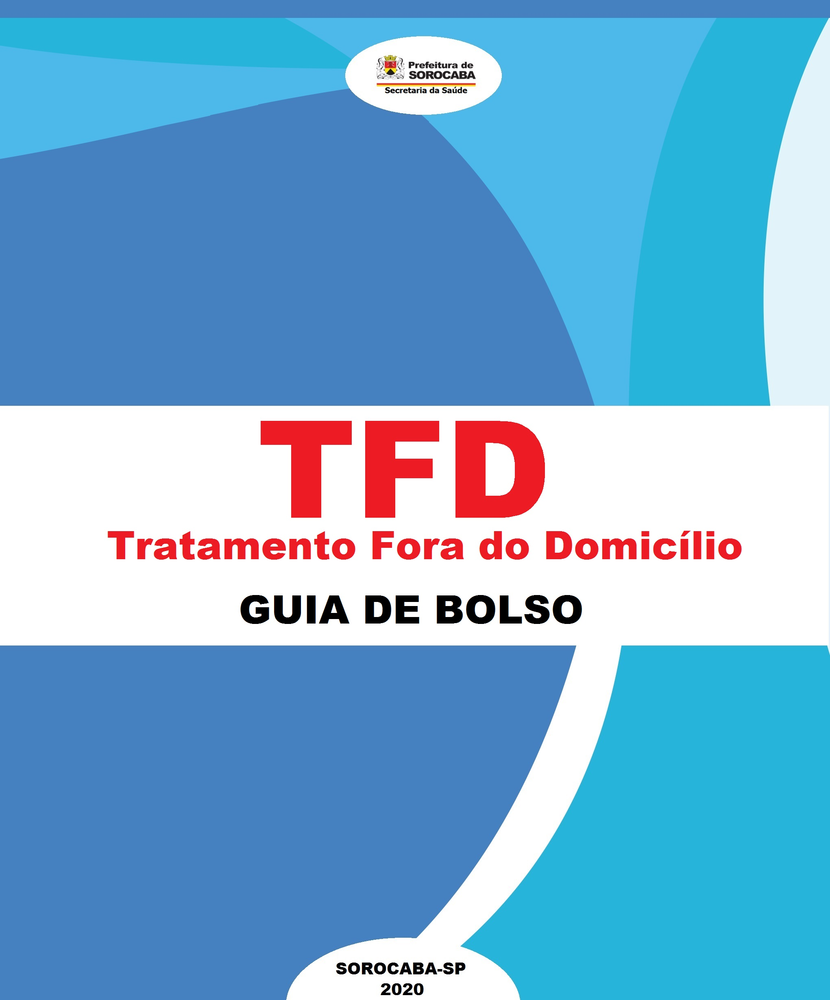 Prefeitura de
SOROCABA
Secretaria da Saúde
TFD
Tratamento Fora do Domicílio
GUIA DE BOLSO
SOROCABA-SP
2020